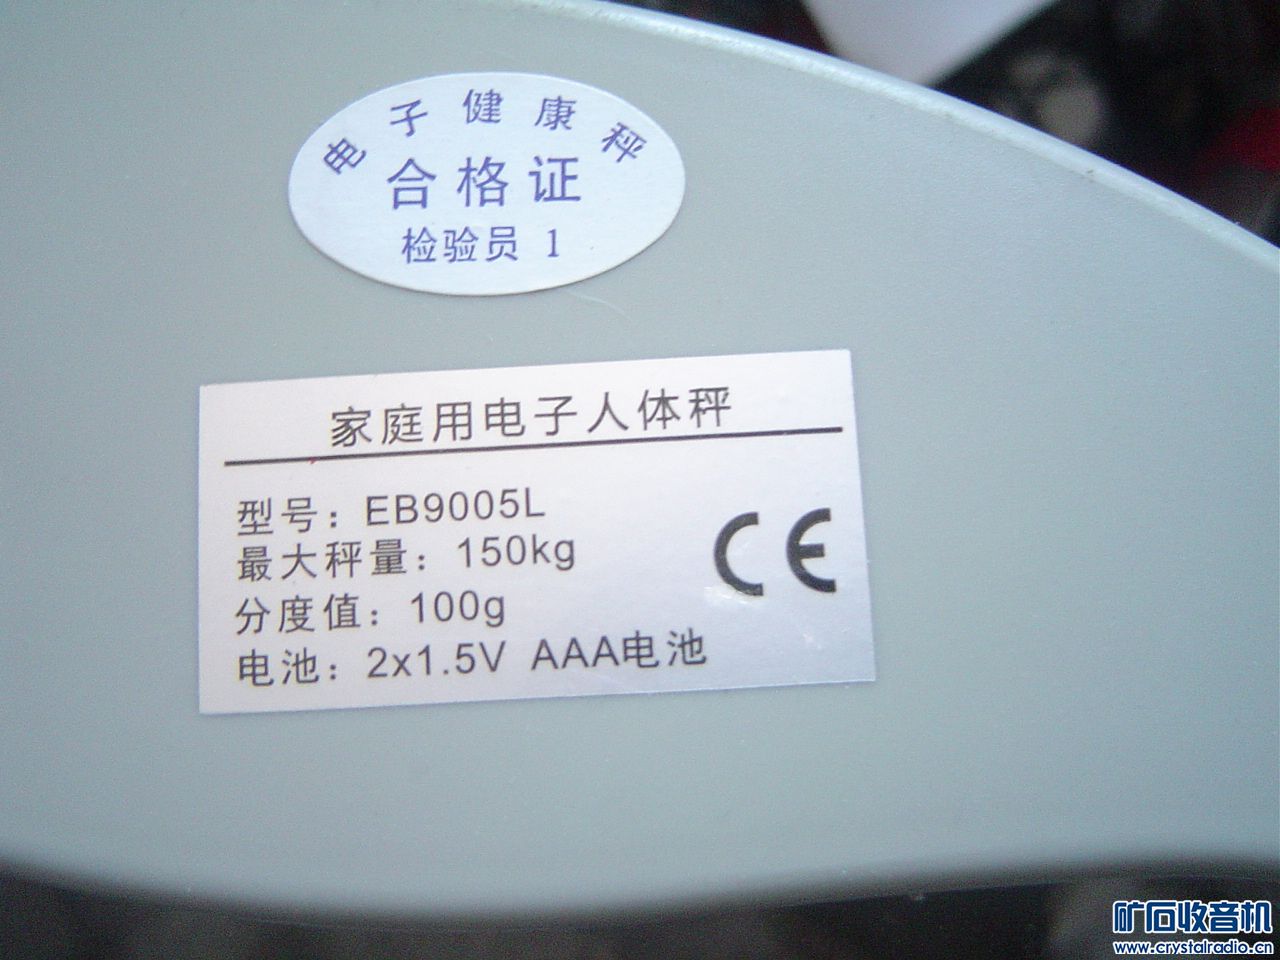 电子健康秤
合格证
检验员 1
家庭用电子人体秤
型号：EB9005L
最大秤量：150kg
分度值：100g
电池：2x1.5V AAA电池
CE
矿石收音机
www.crystalradio.cn